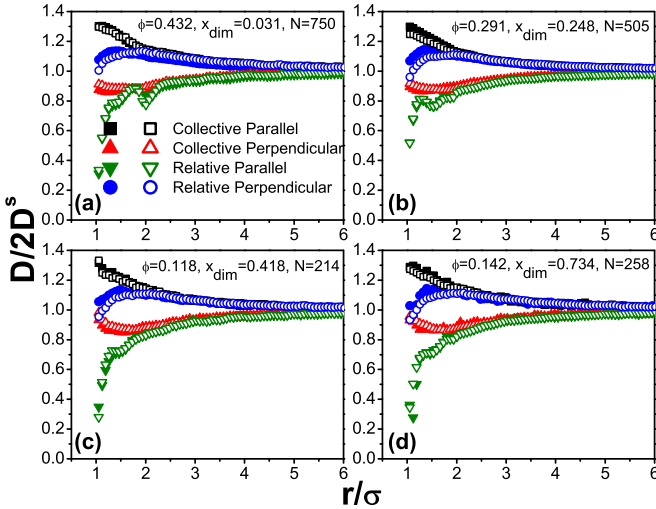 D/2Dˢ
1.4
1.2
1.0
0.8
0.6
0.4
0.2
0.0
ϕ=0.432, x_dim=0.031, N=750
Collective Parallel
Collective Perpendicular
Relative Parallel
Relative Perpendicular
(a)
1 2 3 4 5 6
1.4
1.2
1.0
0.8
0.6
0.4
0.2
0.0
ϕ=0.291, x_dim=0.248, N=505
(b)
1 2 3 4 5 6
1.4
1.2
1.0
0.8
0.6
0.4
0.2
0.0
ϕ=0.118, x_dim=0.418, N=214
(c)
1 2 3 4 5 6
1.4
1.2
1.0
0.8
0.6
0.4
0.2
0.0
ϕ=0.142, x_dim=0.734, N=258
(d)
1 2 3 4 5 6
r/σ